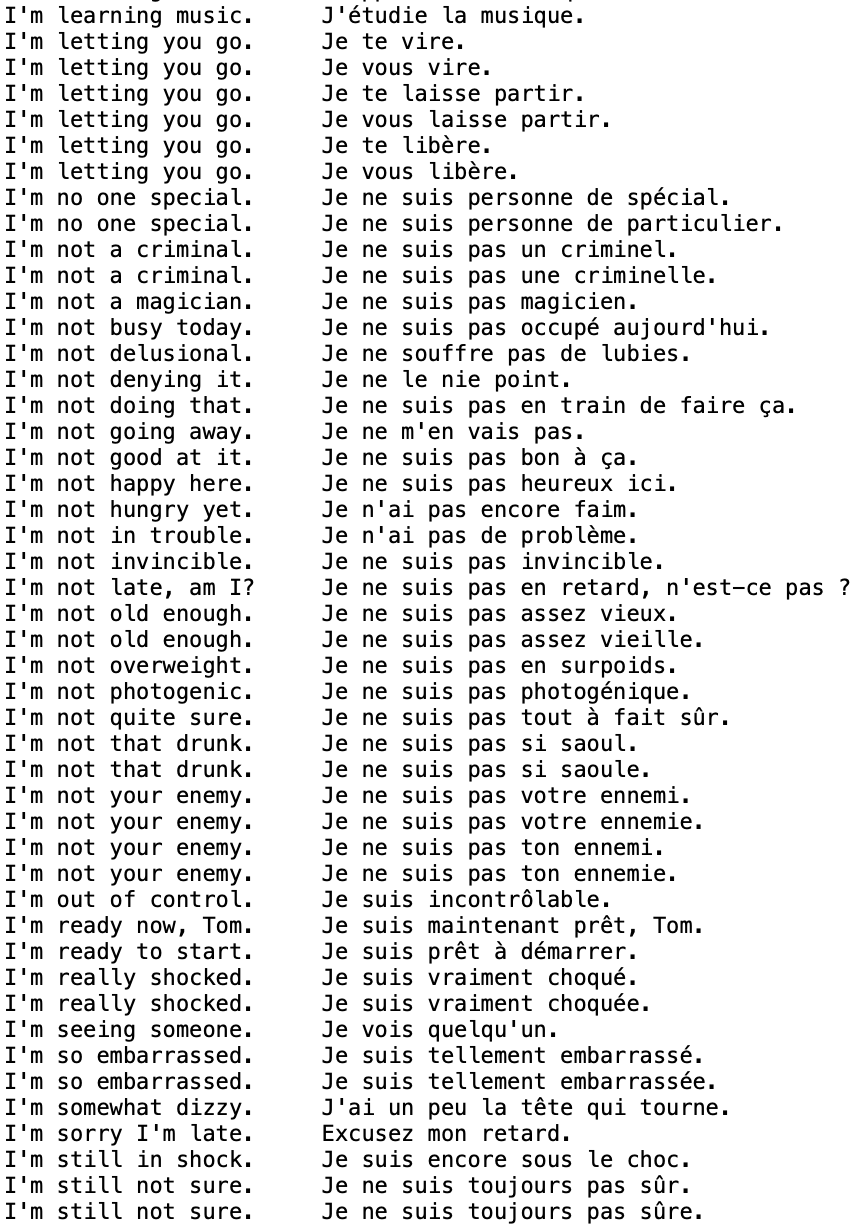 I'm learning music. J'étudie la musique.
I'm letting you go. Je te vire.
I'm letting you go. Je vous vire.
I'm letting you go. Je te laisse partir.
I'm letting you go. Je vous laisse partir.
I'm letting you go. Je te libère.
I'm letting you go. Je vous libère.
I'm no one special. Je ne suis personne de spécial.
I'm no one special. Je ne suis personne de particulier.
I'm not a criminal. Je ne suis pas un criminel.
I'm not a criminal. Je ne suis pas une criminelle.
I'm not a magician. Je ne suis pas magicien.
I'm not busy today. Je ne suis pas occupé aujourd'hui.
I'm not delusional. Je ne souffre pas de lubies.
I'm not denying it. Je ne le nie point.
I'm not doing that. Je ne suis pas en train de faire ça.
I'm not going away. Je ne m'en vais pas.
I'm not good at it. Je ne suis pas bon à ça.
I'm not happy here. Je ne suis pas heureux ici.
I'm not hungry yet. Je n'ai pas encore faim.
I'm not in trouble. Je n'ai pas de problème.
I'm not invincible. Je ne suis pas invincible.
I'm not late, am I? Je ne suis pas en retard, n'est-ce pas ?
I'm not old enough. Je ne suis pas assez vieux.
I'm not old enough. Je ne suis pas assez vieille.
I'm not overweight. Je ne suis pas en surpoids.
I'm not photogenic. Je ne suis pas photogénique.
I'm not quite sure. Je ne suis pas tout à fait sûr.
I'm not that drunk. Je ne suis pas si saoul.
I'm not that drunk. Je ne suis pas si saoule.
I'm not your enemy. Je ne suis pas votre ennemi.
I'm not your enemy. Je ne suis pas votre ennemie.
I'm not your enemy. Je ne suis pas ton ennemi.
I'm not your enemy. Je ne suis pas ton ennemie.
I'm out of control. Je suis incontrôlable.
I'm ready now, Tom. Je suis maintenant prêt, Tom.
I'm ready to start. Je suis prêt à démarrer.
I'm really shocked. Je suis vraiment choqué.
I'm really shocked. Je suis vraiment choquée.
I'm seeing someone. Je vois quelqu'un.
I'm so embarrassed. Je suis tellement embarrassé.
I'm so embarrassed. Je suis tellement embarrassée.
I'm somewhat dizzy. J'ai un peu la tête qui tourne.
I'm sorry I'm late. Excusez mon retard.
I'm still in shock. Je suis encore sous le choc.
I'm still not sure. Je ne suis toujours pas sûr.
I'm still not sure. Je ne suis toujours pas sûre.